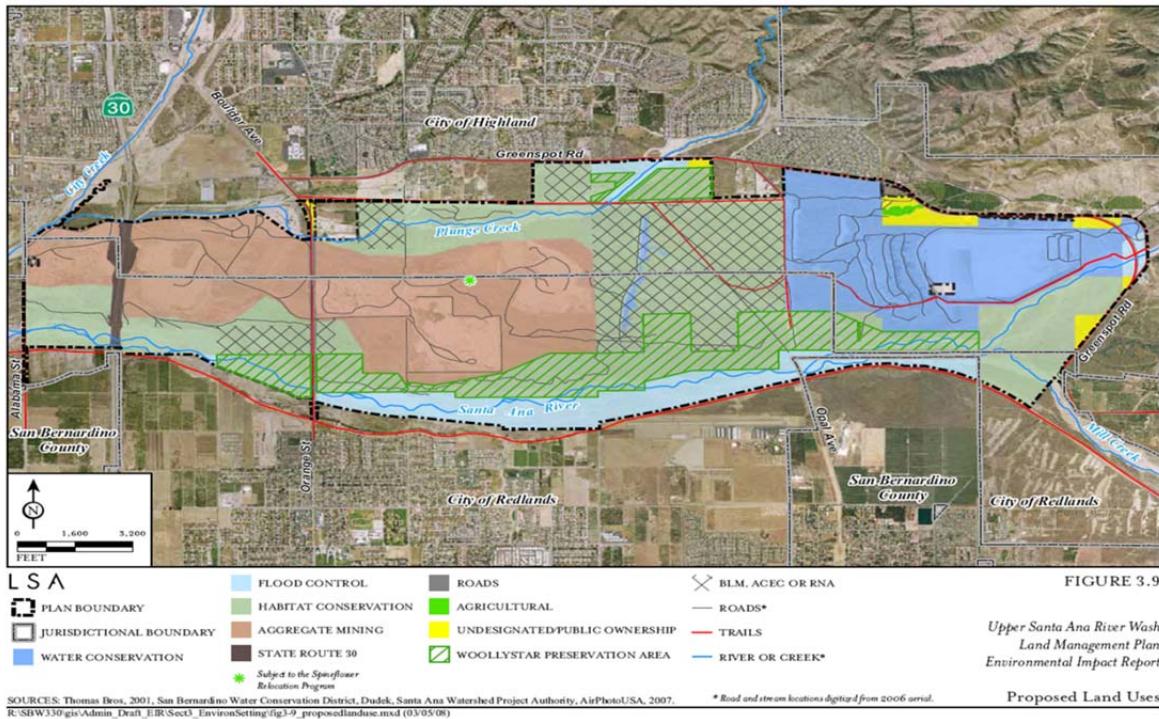 30
Boulder Ave
City of Highland
Greenspot Rd
City Creek
Plunge Creek
Greenspot Rd
Alabama St
San Bernardino
County
Orange St
Santa Ana River
Opal Ave
Mill Creek
San Bernardino
County
City of Redlands
City of Redlands
N
0 1,600 3,200
FEET
LSA
PLAN BOUNDARY
JURISDICTIONAL BOUNDARY
WATER CONSERVATION
FLOOD CONTROL
HABITAT CONSERVATION
AGGREGATE MINING
STATE ROUTE 30
Subject to the Spineflower
Relocation Program
ROADS
AGRICULTURAL
UNDESIGNATED/PUBLIC OWNERSHIP
WOOLLYSTAR PRESERVATION AREA
BLM, ACEC OR RNA
ROADS*
TRAILS
RIVER OR CREEK*
FIGURE 3.9
Upper Santa Ana River Wash
Land Management Plan
Environmental Impact Report
Proposed Land Uses
* Road and stream locations digitized from 2006 aerial.
SOURCES: Thomas Bros, 2001, San Bernardino Water Conservation District, Dudek, Santa Ana Watershed Project Authority, AirPhotoUSA, 2007.
R:\SBW330\gis\Admin_Draft_EIR\Sect3_EnvironSetting\fig3-9_proposedlanduse.mxd (03/05/08)